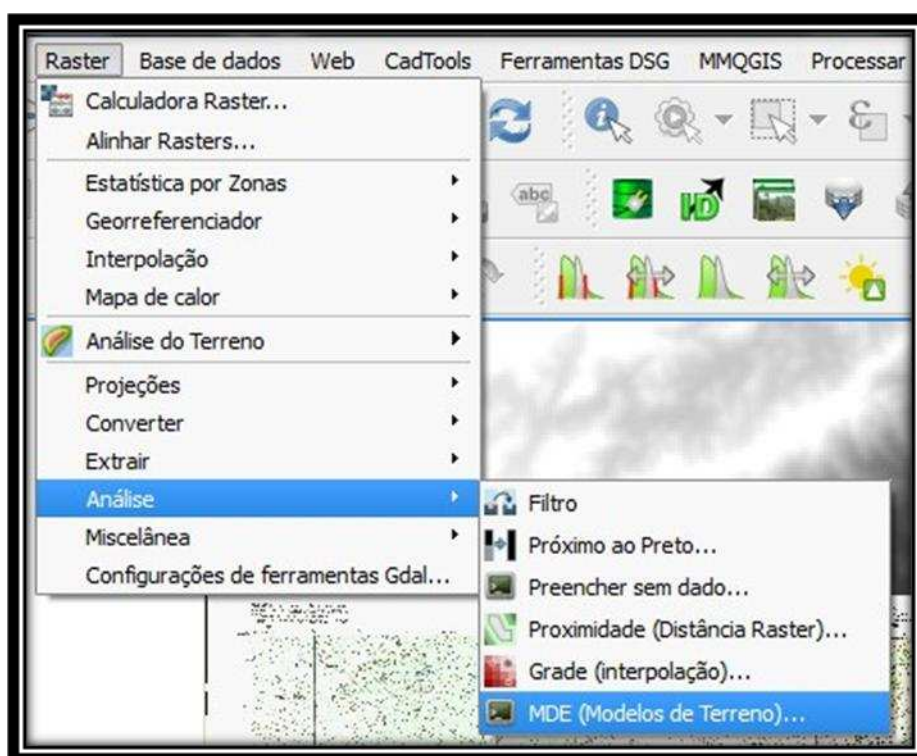 Raster Base de dados Web CadTools Ferramentas DSG MMQGIS Processar
Calculadora Raster...
Alinhar Rasters...
Estatística por Zonas
Georreferenciador
Interpolação
Mapa de calor
Análise do Terreno
Projeções
Converter
Extrair
Análise
Miscelânea
Configurações de ferramentas Gdal...
abc
Filtro
Próximo ao Preto...
Preencher sem dado...
Proximidade (Distância Raster)...
Grade (interpolação)...
MDE (Modelos de Terreno)...